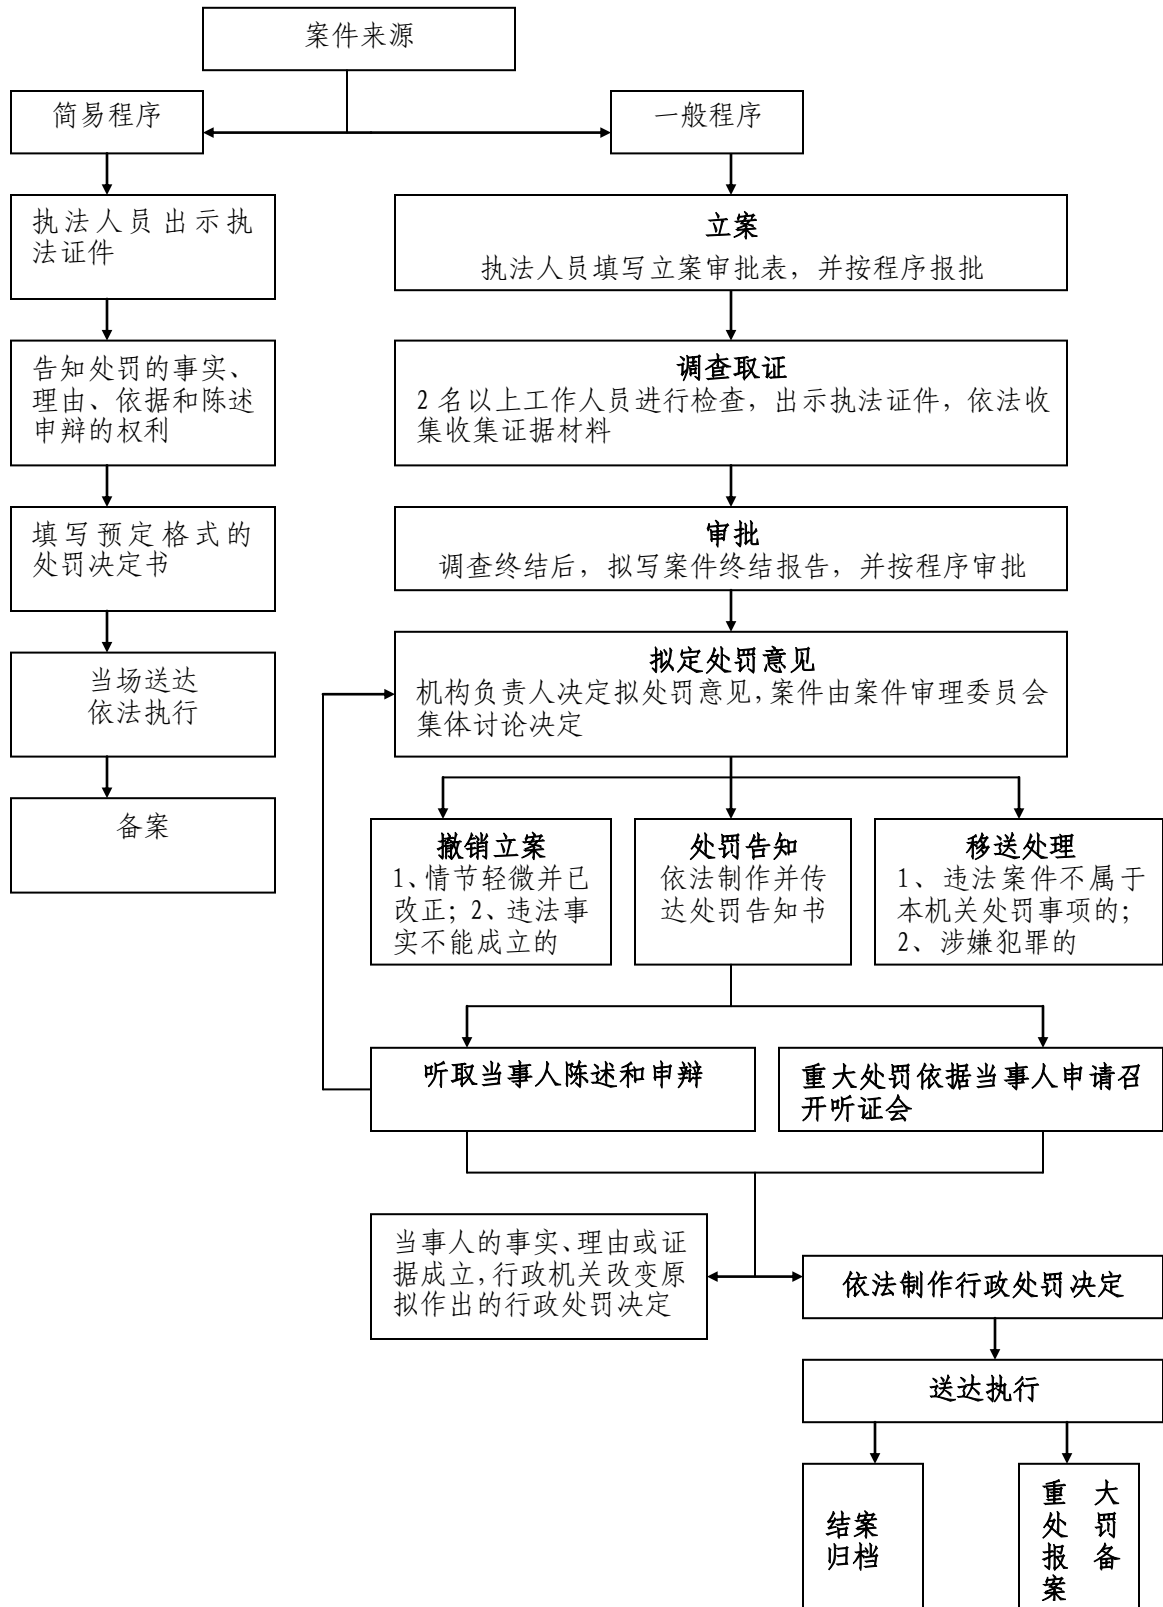 案件来源
简易程序
一般程序
执法人员出示执
法证件
立案
执法人员填写立案审批表，并按程序报批
告知处罚的事实、
理由、依据和陈述
申辩的权利
调查取证
2 名以上工作人员进行检查，出示执法证件，依法收
集收集证据材料
填写预定格式的
处罚决定书
审批
调查终结后，拟写案件终结报告，并按程序审批
当场送达
依法执行
拟定处罚意见
机构负责人决定拟处罚意见，案件由案件审理委员会
集体讨论决定
备案
撤销立案
1、情节轻微并已
改正；2、违法事
实不能成立的
处罚告知
依法制作并传
达处罚告知书
移送处理
1、违法案件不属于
本机关处罚事项的；
2、涉嫌犯罪的
听取当事人陈述和申辩
重大处罚依据当事人申请召
开听证会
当事人的事实、理由或证
据成立，行政机关改变原
拟作出的行政处罚决定
依法制作行政处罚决定
送达执行
结案
归档
重大
处罚
报备
案